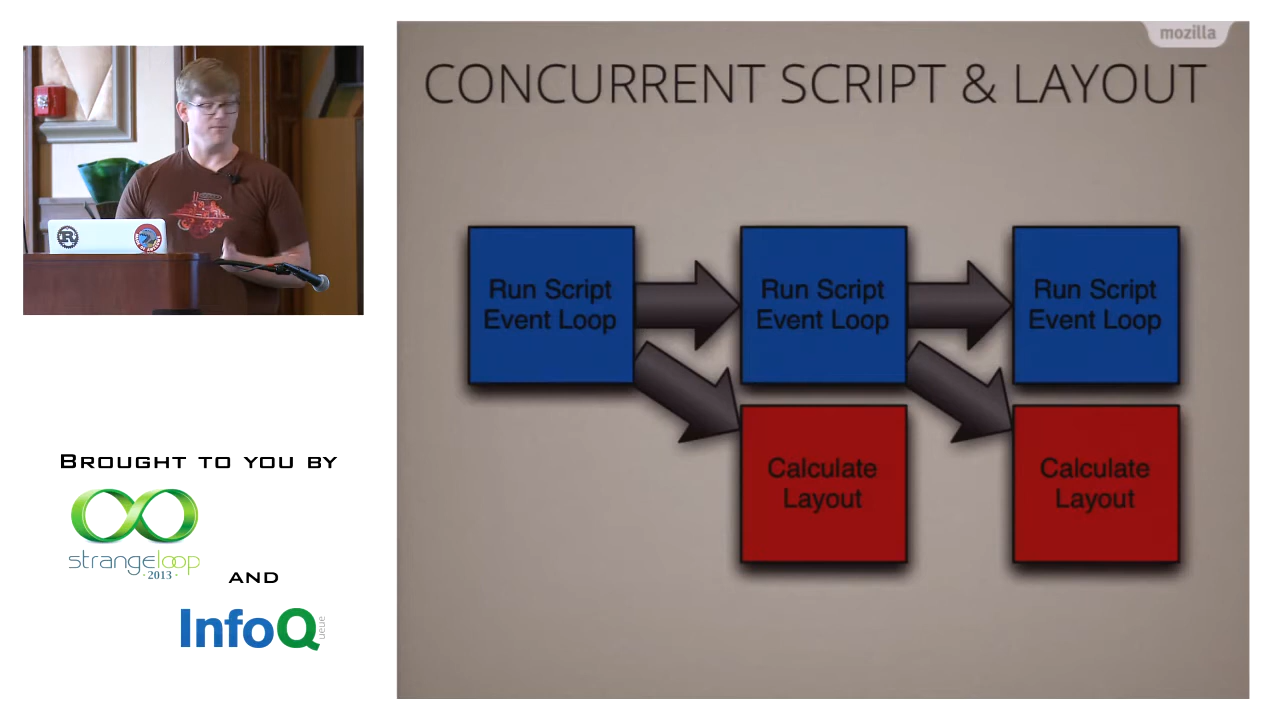 mozilla
CONCURRENT SCRIPT & LAYOUT
Run Script
Event Loop
Run Script
Event Loop
Run Script
Event Loop
Calculate
Layout
Calculate
Layout
R
BROUGHT TO YOU BY
strangeloop
·2013·
AND
InfoQ
ueue